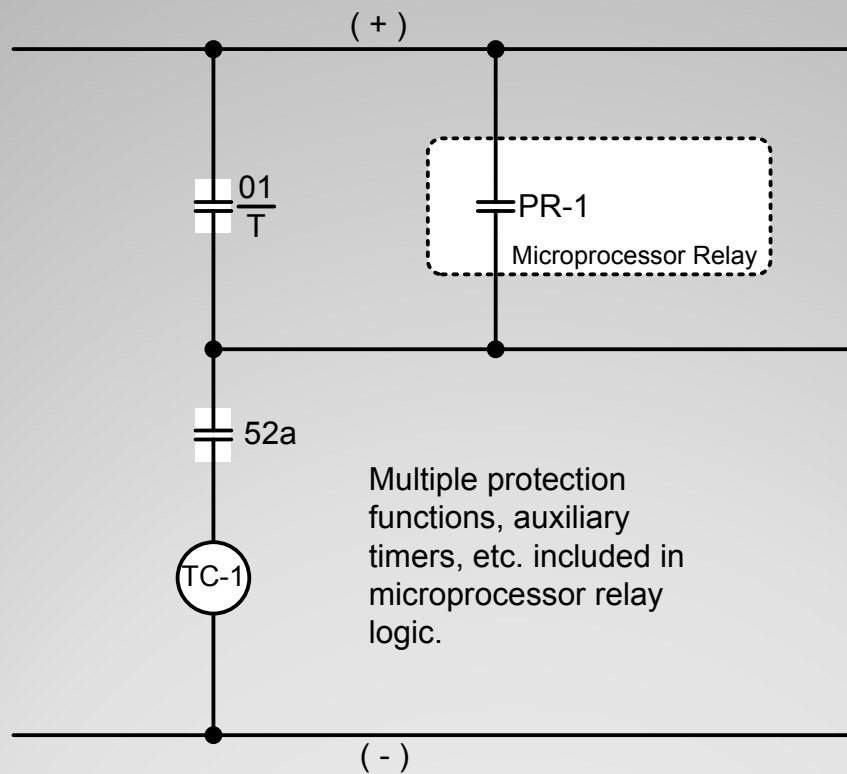 ( + )
01
T
PR-1
Microprocessor Relay
52a
Multiple protection
functions, auxiliary
timers, etc. included in
microprocessor relay
logic.
TC-1
( - )